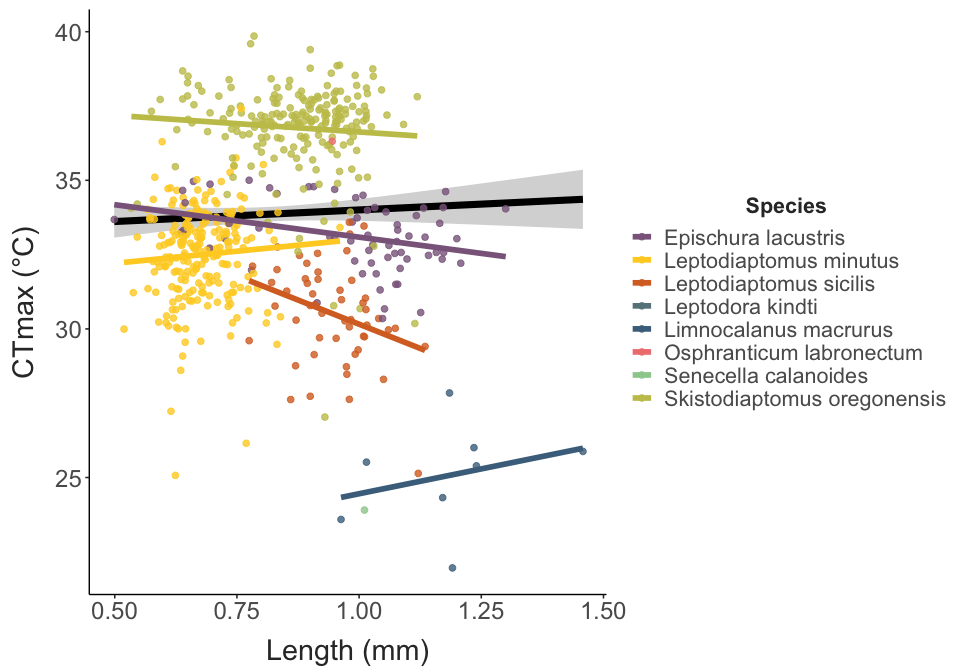 40
35
30
25
CTmax (°C)
0.50 0.75 1.00 1.25 1.50
Length (mm)
Species
Epischura lacustris
Leptodiaptomus minutus
Leptodiaptomus sicilis
Leptodora kindti
Limnocalanus macrurus
Osphranticum labronectum
Senecella calanoides
Skistodiaptomus oregonensis